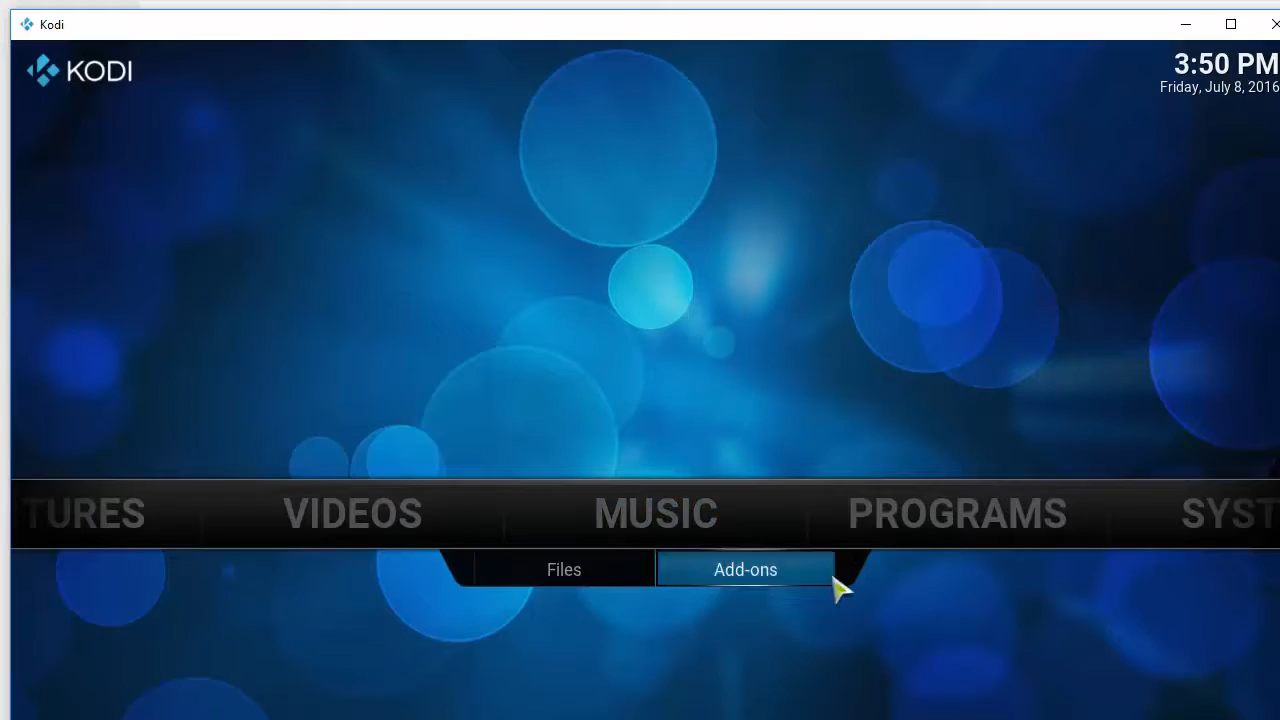 Kodi
KODI
3:50 PM
Friday, July 8, 2016
TURES VIDEOS MUSIC PROGRAMS SYST
Files Add-ons